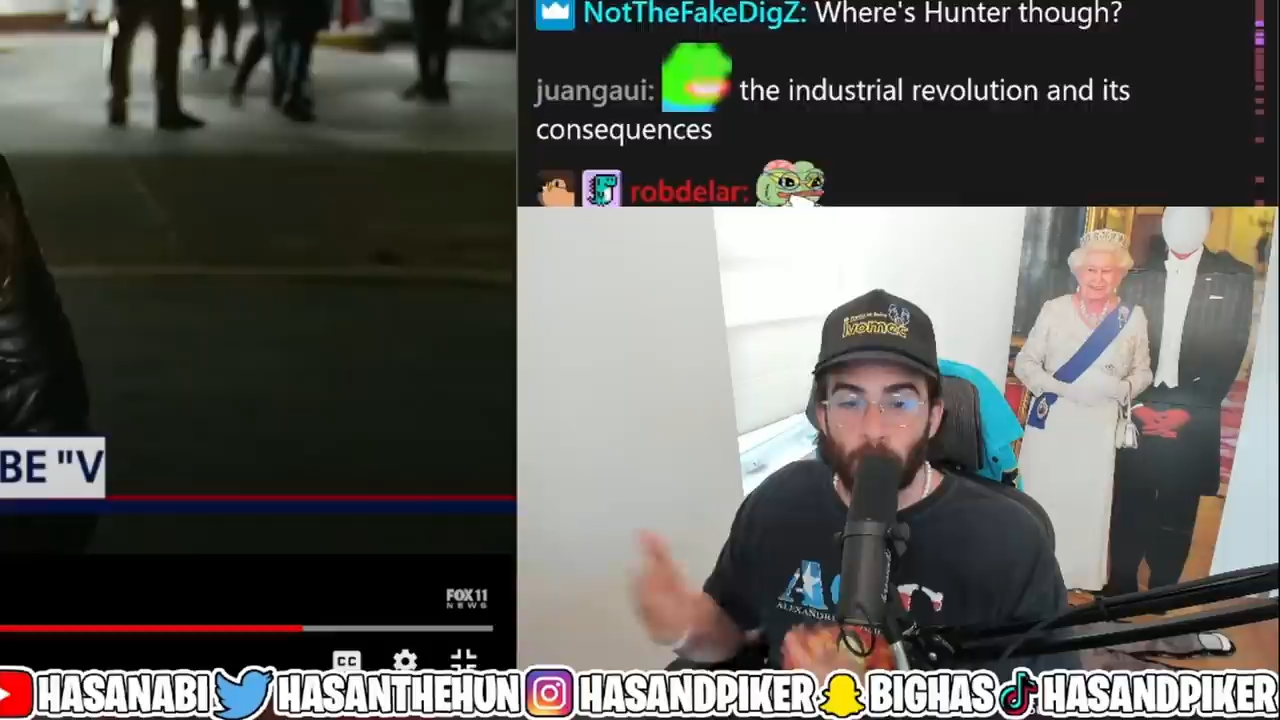 NotTheFakeDigZ: Where's Hunter though?
juangaui: the industrial revolution and its
consequences
robdelar:
Ivomec
BE "V
FOX 11
NEWS
CC
HASANABI HASANTHEHUN HASANDPIKER BIGHAS HASANDPIKER